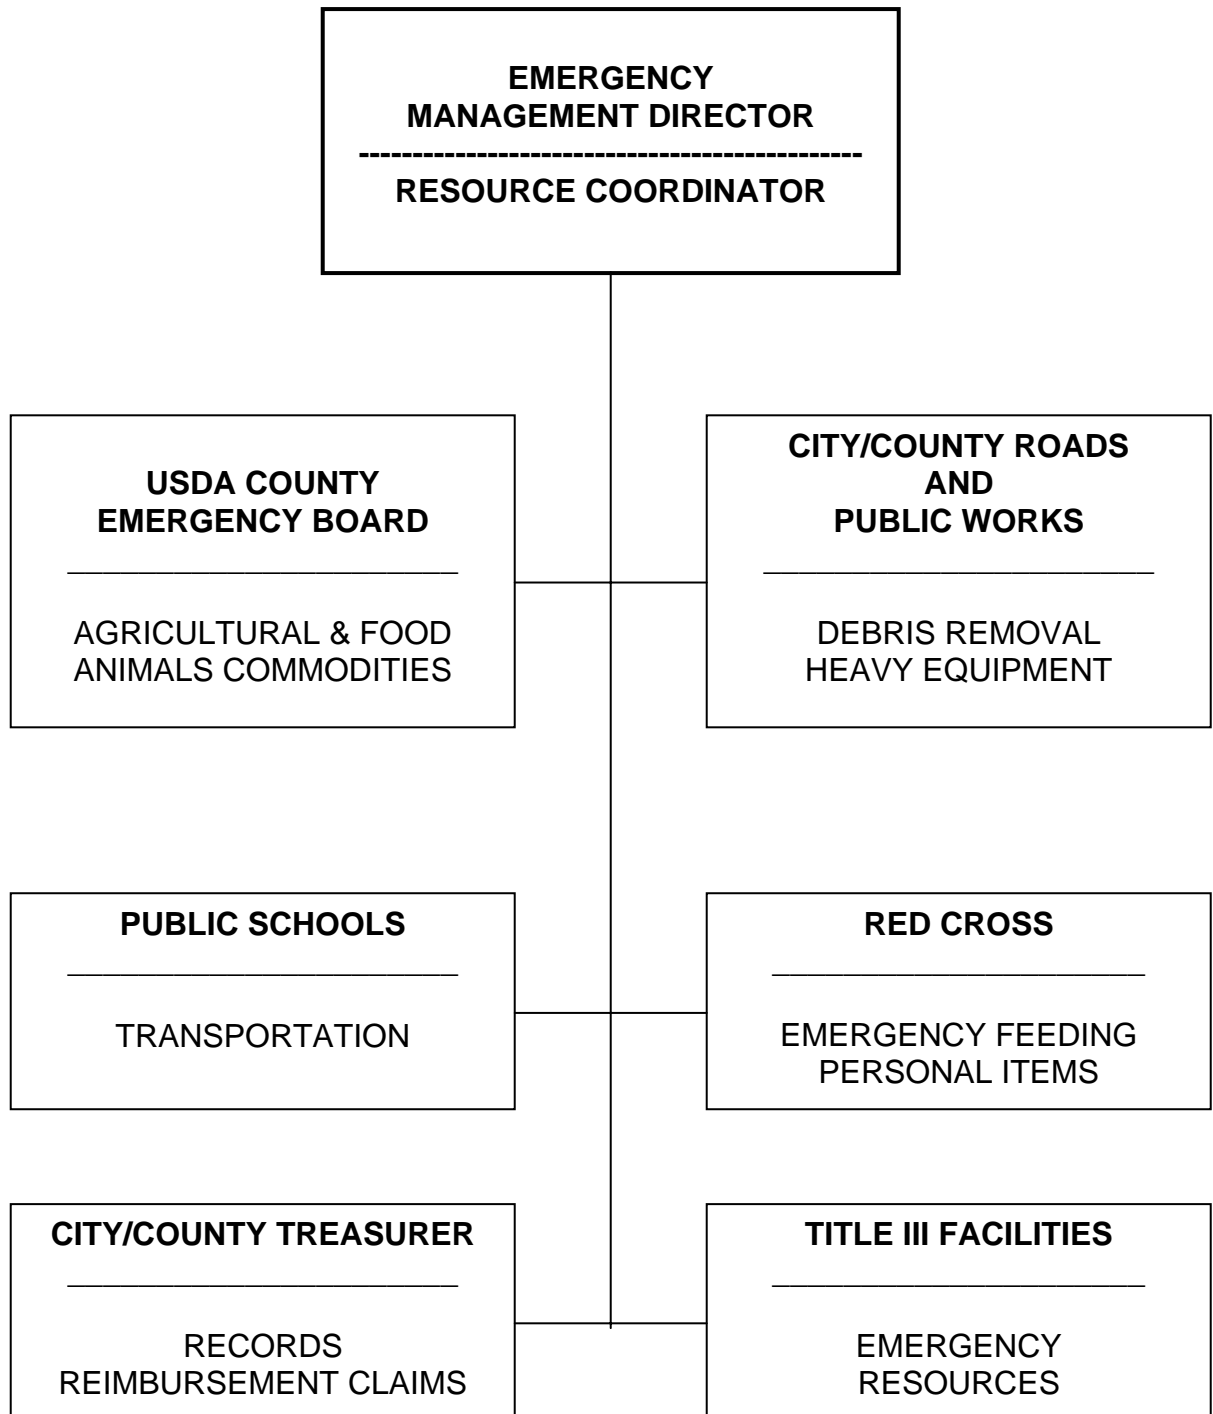 EMERGENCY
MANAGEMENT DIRECTOR
-----------------------------------------------
RESOURCE COORDINATOR
USDA COUNTY
EMERGENCY BOARD
AGRICULTURAL & FOOD
ANIMALS COMMODITIES
CITY/COUNTY ROADS
AND
PUBLIC WORKS
DEBRIS REMOVAL
HEAVY EQUIPMENT
PUBLIC SCHOOLS
TRANSPORTATION
RED CROSS
EMERGENCY FEEDING
PERSONAL ITEMS
CITY/COUNTY TREASURER
RECORDS
REIMBURSEMENT CLAIMS
TITLE III FACILITIES
EMERGENCY
RESOURCES